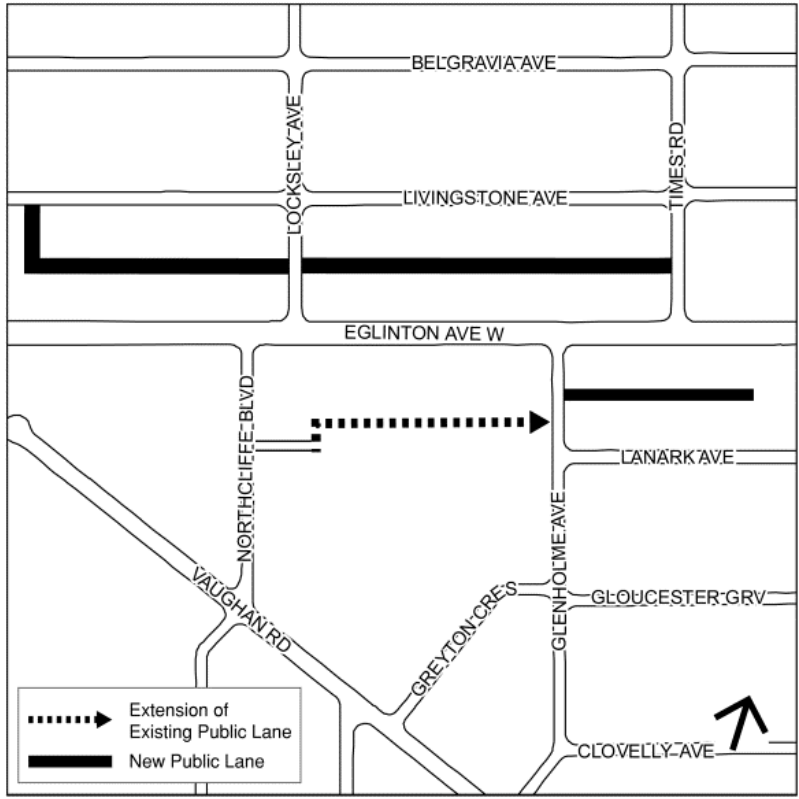 BELGRAVIA AVE
LOCKSLEY AVE
TIMES RD
LIVINGSTONE AVE
EGLINTON AVE W
NORTHCLIFFE BLVD
LANARK AVE
GLENHOLME AVE
VAUGHAN RD
GREYTON CRES
GLOUCESTER GRV
CLOVELLY AVE
Extension of
Existing Public Lane
New Public Lane